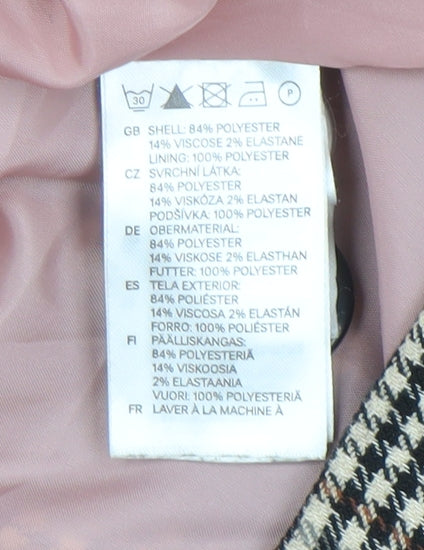 30 P
GB SHELL: 84% POLYESTER
14% VISCOSE 2% ELASTANE
LINING: 100% POLYESTER
CZ SVRCHNÍ LÁTKA:
84% POLYESTER
14% VISKÓZA 2% ELASTAN
PODŠÍVKA: 100% POLYESTER
DE OBERMATERIAL:
84% POLYESTER
14% VISKOSE 2% ELASTHAN
FUTTER: 100% POLYESTER
ES TELA EXTERIOR:
84% POLIÉSTER
14% VISCOSA 2% ELASTÁN
FORRO: 100% POLIÉSTER
FI PÄÄLLISKANGAS:
84% POLYESTERIÄ
14% VISKOOSIA
2% ELASTAANIA
VUORI: 100% POLYESTERIÄ
FR LAVER À LA MACHINE À